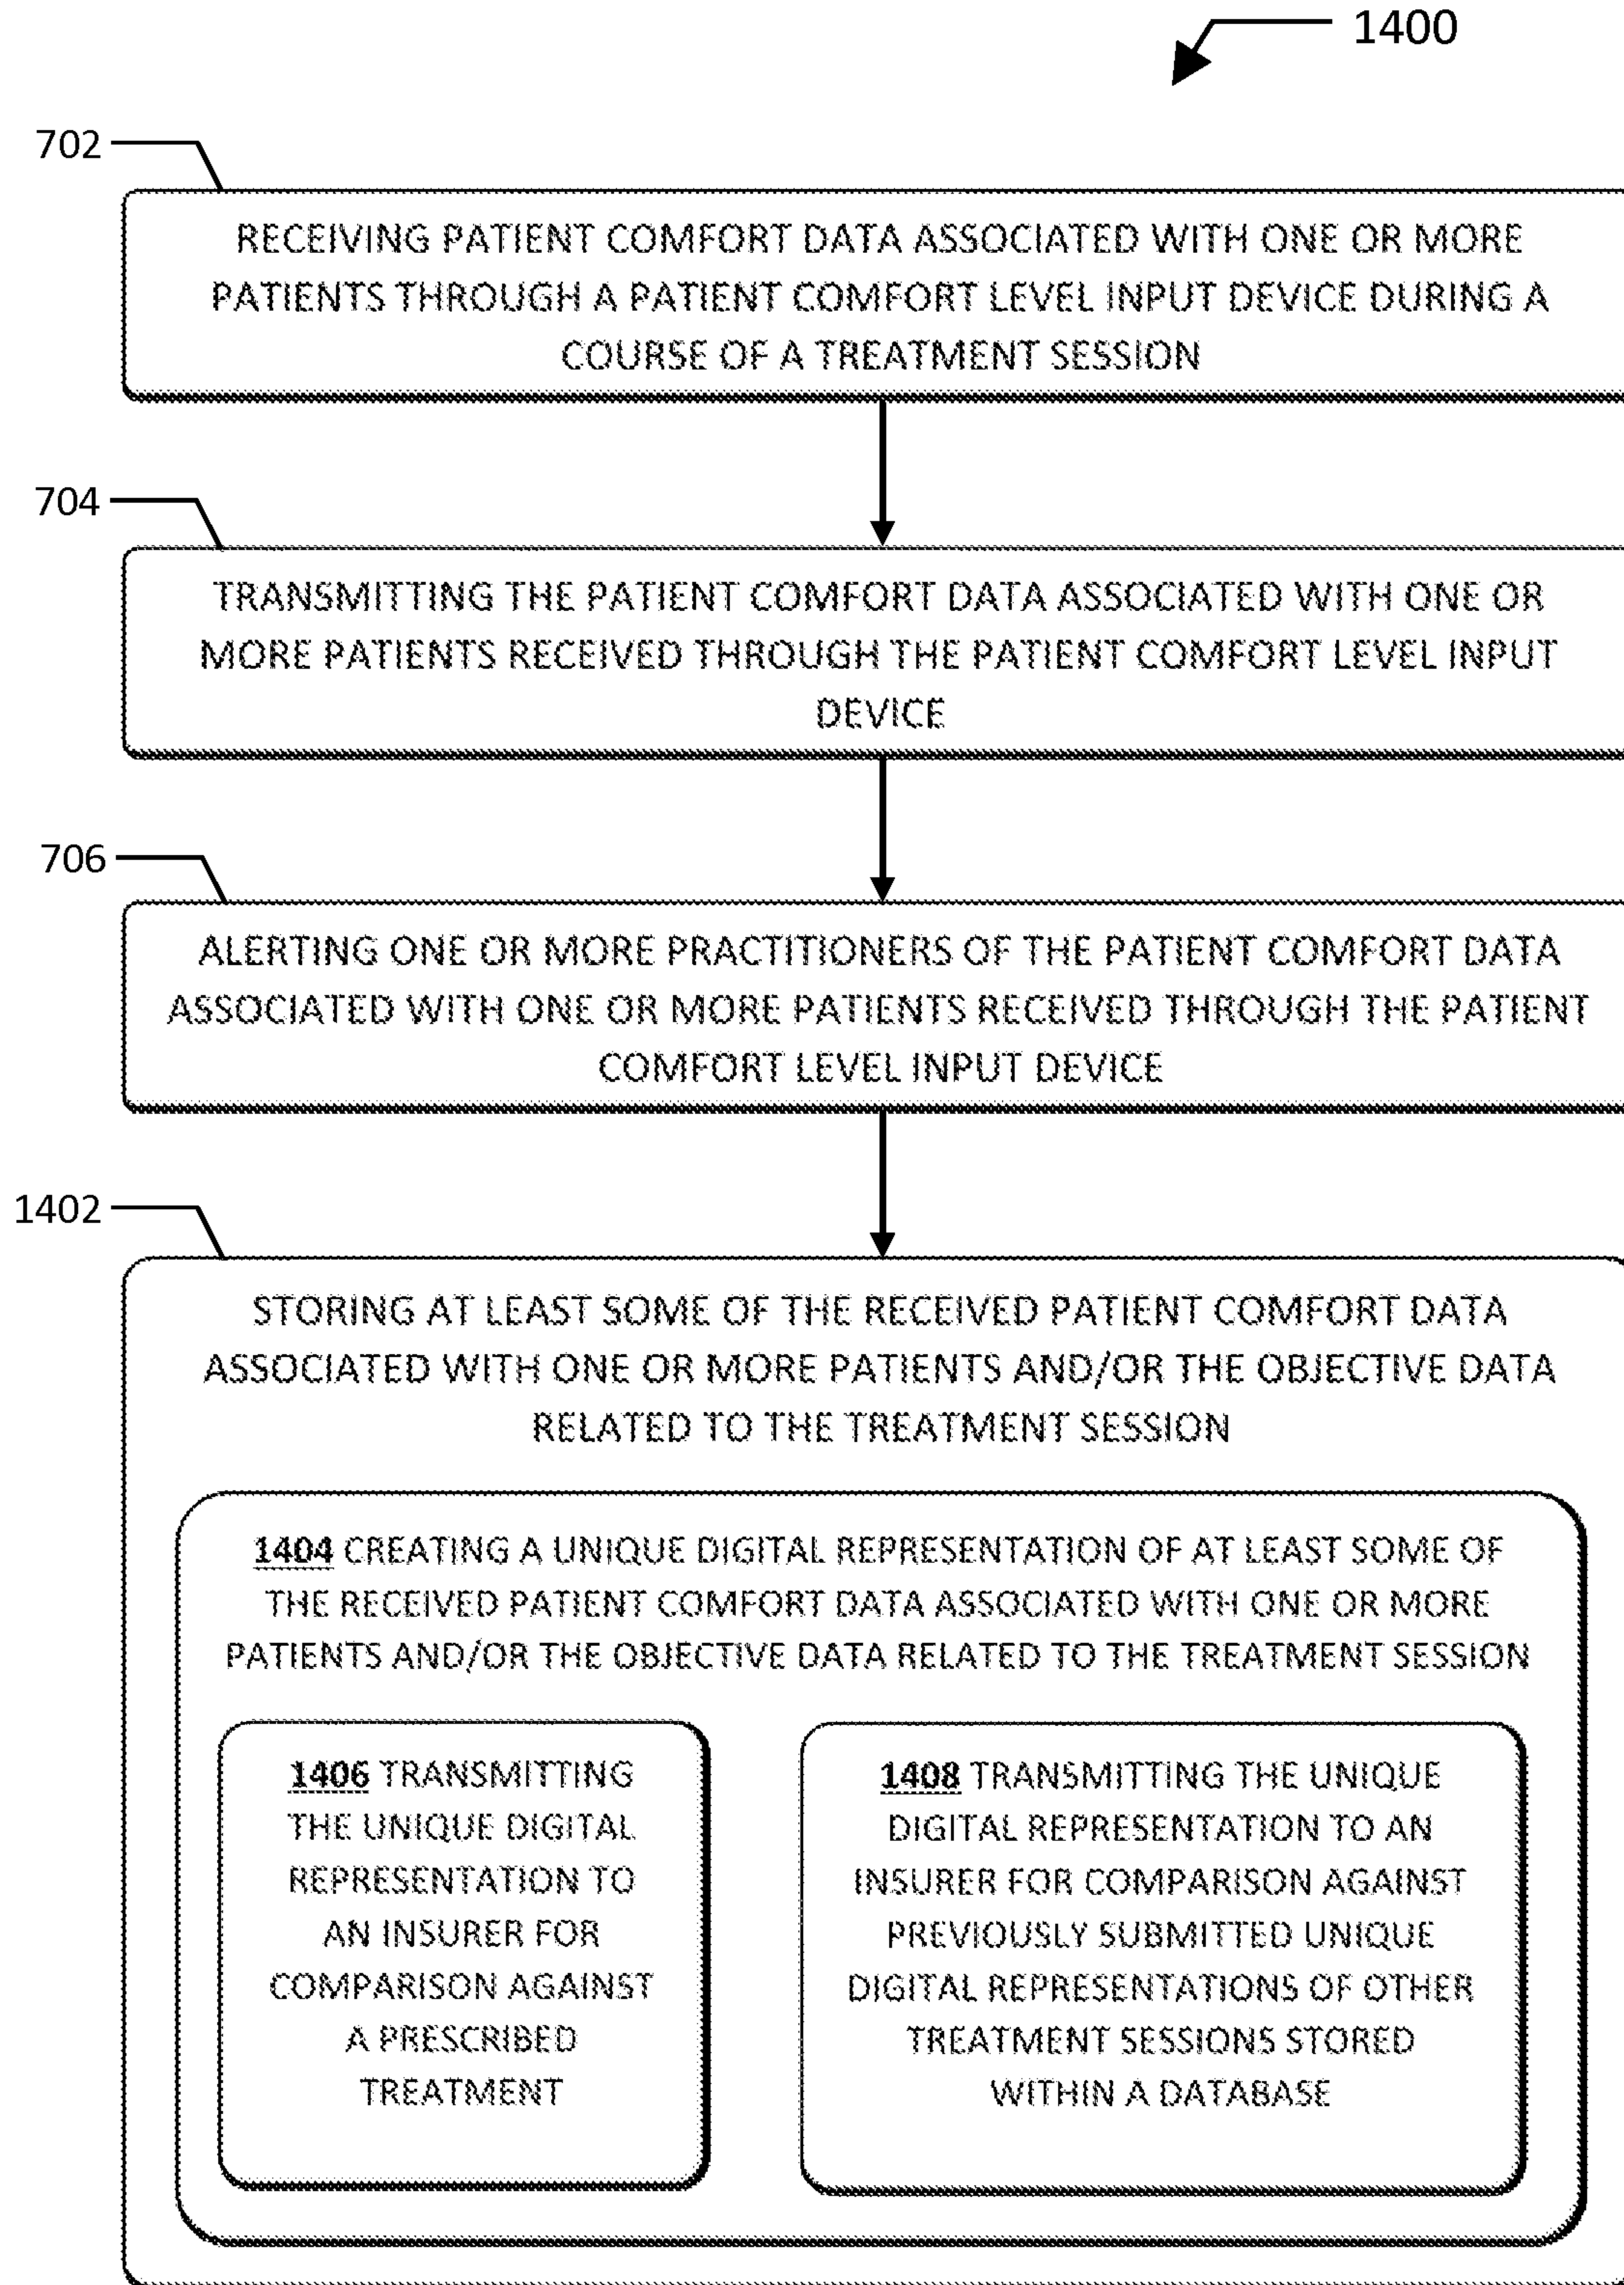 1400
702
RECEIVING PATIENT COMFORT DATA ASSOCIATED WITH ONE OR MORE
PATIENTS THROUGH A PATIENT COMFORT LEVEL INPUT DEVICE DURING A
COURSE OF A TREATMENT SESSION
704
TRANSMITTING THE PATIENT COMFORT DATA ASSOCIATED WITH ONE OR
MORE PATIENTS RECEIVED THROUGH THE PATIENT COMFORT LEVEL INPUT
DEVICE
706
ALERTING ONE OR MORE PRACTITIONERS OF THE PATIENT COMFORT DATA
ASSOCIATED WITH ONE OR MORE PATIENTS RECEIVED THROUGH THE PATIENT
COMFORT LEVEL INPUT DEVICE
1402
STORING AT LEAST SOME OF THE RECEIVED PATIENT COMFORT DATA
ASSOCIATED WITH ONE OR MORE PATIENTS AND/OR THE OBJECTIVE DATA
RELATED TO THE TREATMENT SESSION
1404 CREATING A UNIQUE DIGITAL REPRESENTATION OF AT LEAST SOME OF
THE RECEIVED PATIENT COMFORT DATA ASSOCIATED WITH ONE OR MORE
PATIENTS AND/OR THE OBJECTIVE DATA RELATED TO THE TREATMENT SESSION
1406 TRANSMITTING
THE UNIQUE DIGITAL
REPRESENTATION TO
AN INSURER FOR
COMPARISON AGAINST
A PRESCRIBED
TREATMENT
1408 TRANSMITTING THE UNIQUE
DIGITAL REPRESENTATION TO AN
INSURER FOR COMPARISON AGAINST
PREVIOUSLY SUBMITTED UNIQUE
DIGITAL REPRESENTATIONS OF OTHER
TREATMENT SESSIONS STORED
WITHIN A DATABASE